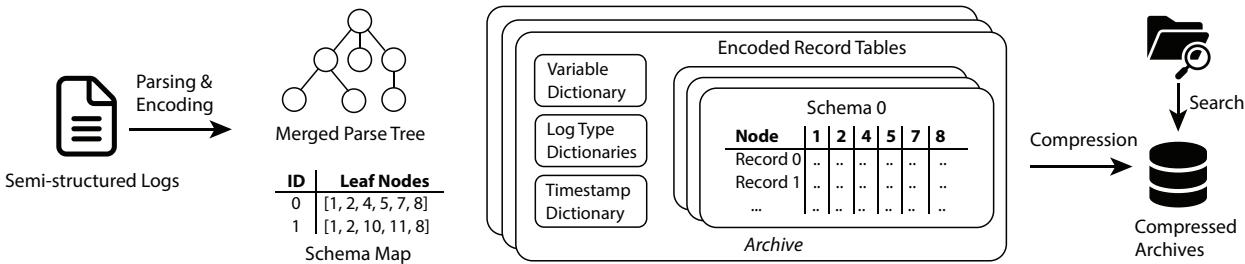 Semi-structured Logs
Parsing &
Encoding
Merged Parse Tree
ID Leaf Nodes
0 [1, 2, 4, 5, 7, 8]
1 [1, 2, 10, 11, 8]
Schema Map
Encoded Record Tables
Variable
Dictionary
Log Type
Dictionaries
Timestamp
Dictionary
Schema 0
Node 1 2 4 5 7 8
Record 0 .. .. .. .. .. ..
Record 1 .. .. .. .. .. ..
... .. .. .. .. .. ..
Archive
Compression
Search
Compressed
Archives